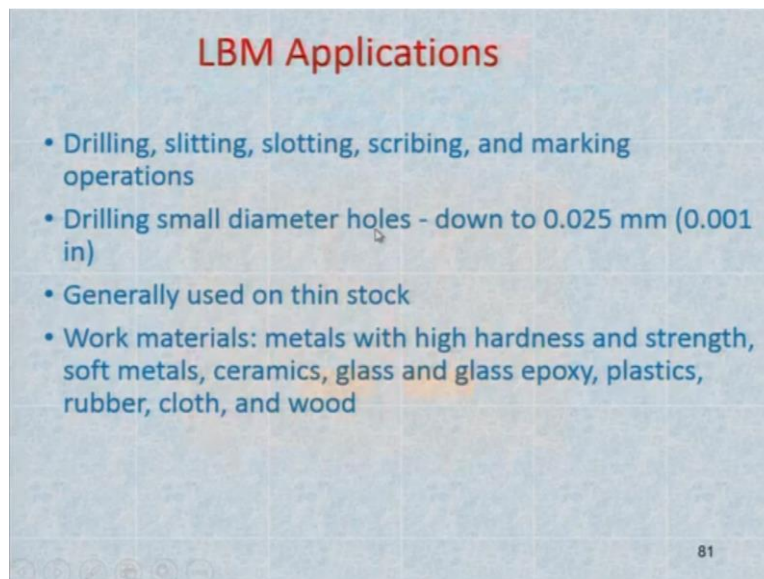 LBM Applications
• Drilling, slitting, slotting, scribing, and marking
operations
• Drilling small diameter holes - down to 0.025 mm (0.001
in)
• Generally used on thin stock
• Work materials: metals with high hardness and strength,
soft metals, ceramics, glass and glass epoxy, plastics,
rubber, cloth, and wood
81